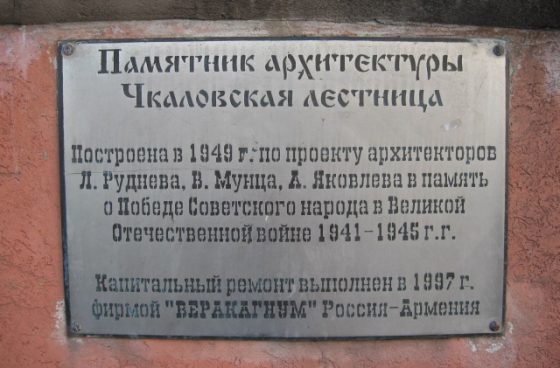 Памятник архитектуры
Чкаловская лестница
Построена в 1949 г. по проекту архитекторов
Л. Руднева, В. Мунца, А. Яковлева в память
о Победе Советского народа в Великой
Отечественной войне 1941-1945 г.г.
Капитальный ремонт выполнен в 1997 г.
фирмой "ВЕРАКАГНУМ" Россия-Армения